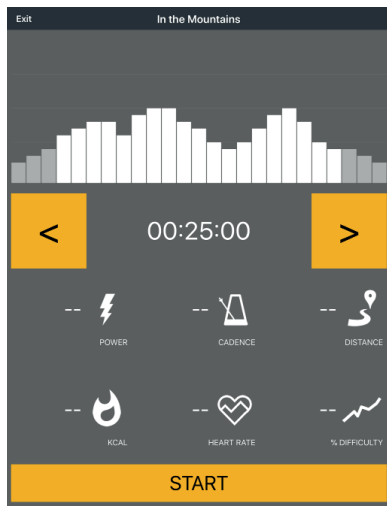 Exit
In the Mountains
< 00:25:00 >
-- -- --
POWER CADENCE DISTANCE
-- -- --
KCAL HEART RATE % DIFFICULTY
START